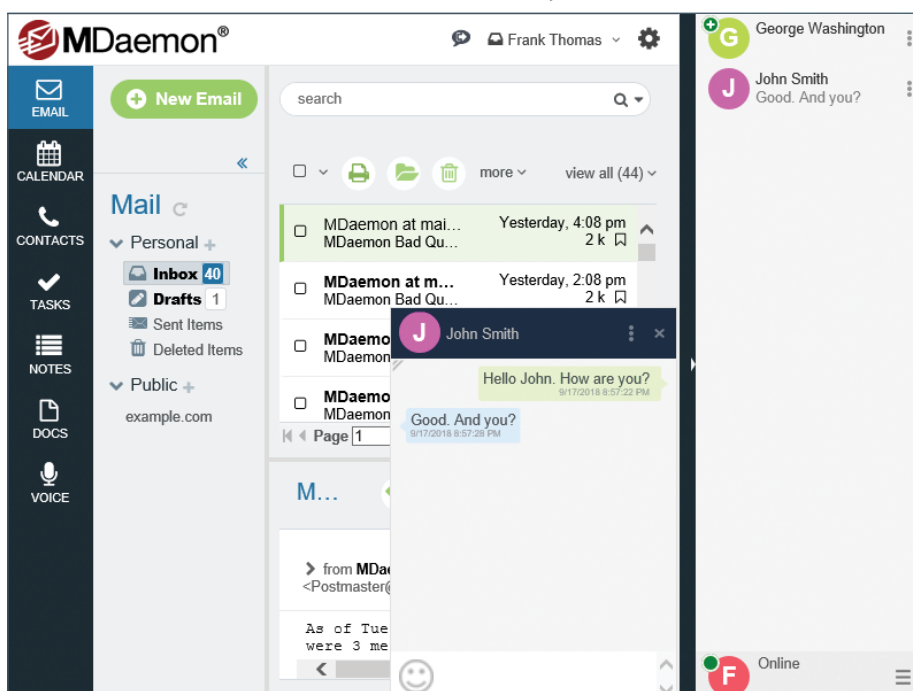 MDaemon®
Frank Thomas
EMAIL
CALENDAR
CONTACTS
TASKS
NOTES
DOCS
VOICE
New Email
«
Mail
Personal +
Inbox 40
Drafts 1
Sent Items
Deleted Items
Public +
example.com
search
more
view all (44)
MDaemon at mai... Yesterday, 4:08 pm
MDaemon Bad Qu... 2 k
MDaemon at m... Yesterday, 2:08 pm
MDaemon Bad Qu... 2 k
MDaemo
MDaemon
MDaemo
MDaemon
Page 1
M...
from MDae
<Postmaster@
As of Tue
were 3 me
J John Smith ×
Hello John. How are you?
9/17/2018 8:57:22 PM
Good. And you?
9/17/2018 8:57:28 PM
G George Washington
J John Smith
Good. And you?
F Online